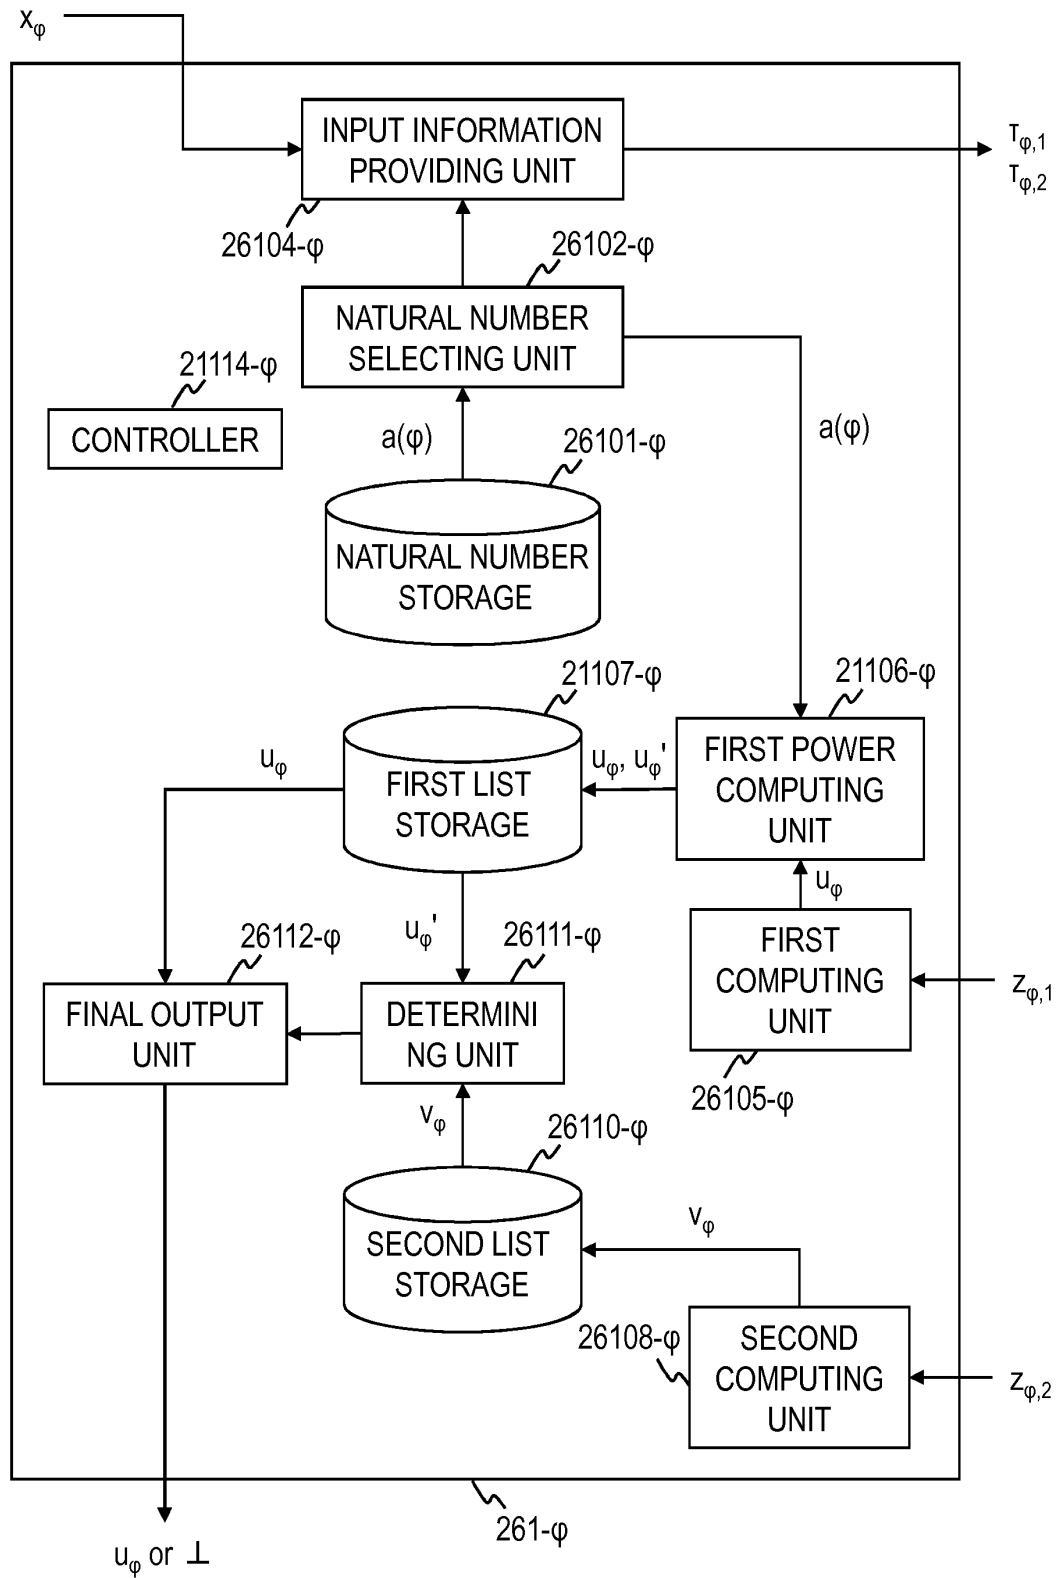 xφ
INPUT INFORMATION
PROVIDING UNIT
τφ,1
τφ,2
26104-φ
26102-φ
NATURAL NUMBER
SELECTING UNIT
21114-φ
CONTROLLER
a(φ)
26101-φ
a(φ)
NATURAL NUMBER
STORAGE
21107-φ
21106-φ
uφ
FIRST LIST
STORAGE
uφ, uφ'
FIRST POWER
COMPUTING
UNIT
uφ
uφ'
26112-φ
26111-φ
FIRST
COMPUTING
UNIT
zφ,1
FINAL OUTPUT
UNIT
DETERMINI
NG UNIT
26105-φ
vφ
26110-φ
vφ
SECOND LIST
STORAGE
26108-φ
SECOND
COMPUTING
UNIT
zφ,2
261-φ
uφ or ⊥